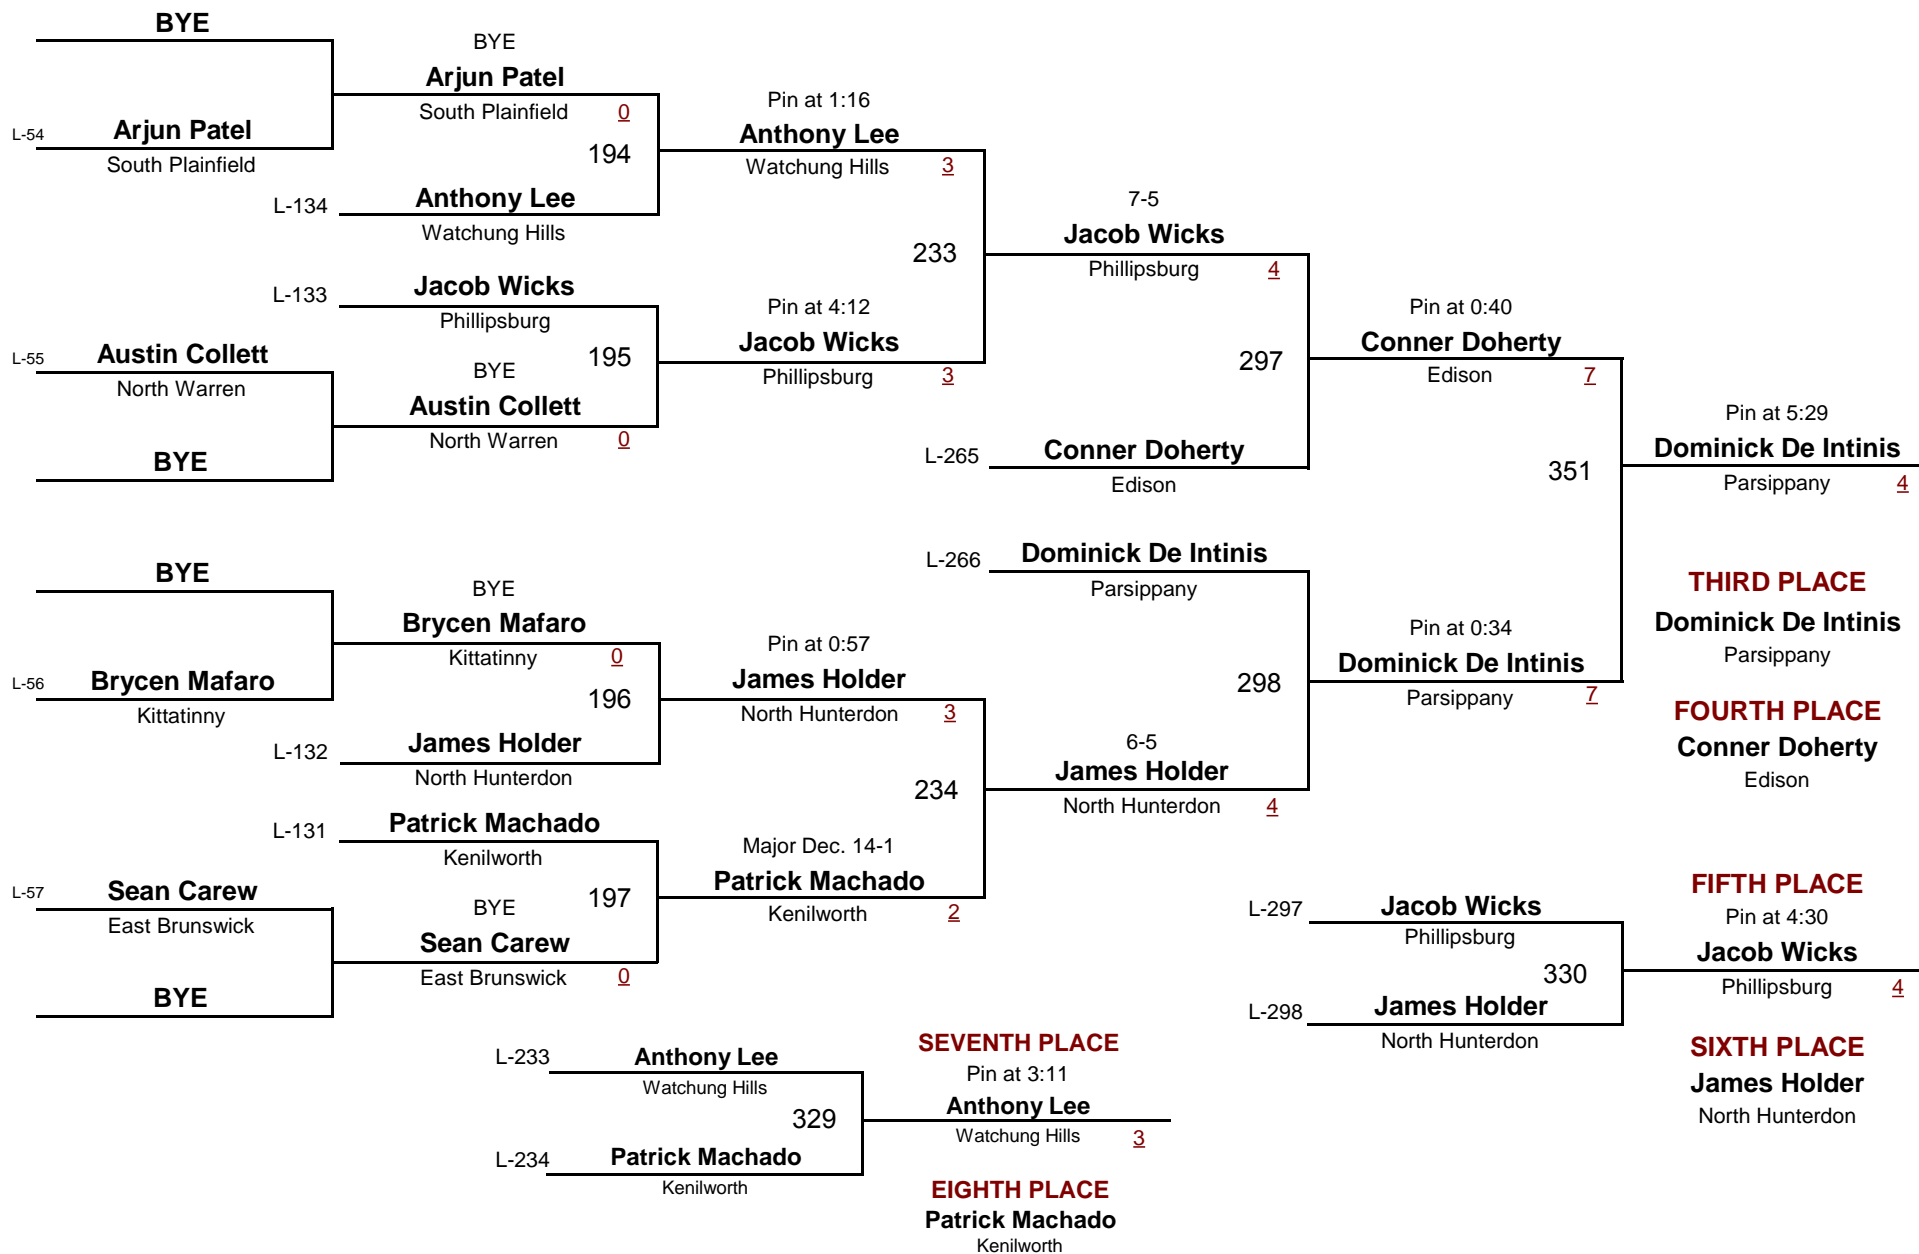 BYE
BYE
Arjun Patel
South Plainfield 0
L-54 Arjun Patel
South Plainfield
194
L-134 Anthony Lee
Watchung Hills
Pin at 1:16
Anthony Lee
Watchung Hills 3
L-133 Jacob Wicks
Phillipsburg
195
L-55 Austin Collett
North Warren
BYE
Austin Collett
North Warren 0
BYE
Pin at 4:12
Jacob Wicks
Phillipsburg 3
233
7-5
Jacob Wicks
Phillipsburg 4
297
L-265 Conner Doherty
Edison
Pin at 0:40
Conner Doherty
Edison 7
351
Pin at 5:29
Dominick De Intinis
Parsippany 4
BYE
BYE
Brycen Mafaro
Kittatinny 0
L-56 Brycen Mafaro
Kittatinny
196
L-132 James Holder
North Hunterdon
Pin at 0:57
James Holder
North Hunterdon 3
L-131 Patrick Machado
Kenilworth
197
L-57 Sean Carew
East Brunswick
BYE
Sean Carew
East Brunswick 0
BYE
Major Dec. 14-1
Patrick Machado
Kenilworth 2
234
6-5
James Holder
North Hunterdon 4
L-266 Dominick De Intinis
Parsippany
298
Pin at 0:34
Dominick De Intinis
Parsippany 7
THIRD PLACE
Dominick De Intinis
Parsippany
FOURTH PLACE
Conner Doherty
Edison
L-297 Jacob Wicks
Phillipsburg
330
L-298 James Holder
North Hunterdon
FIFTH PLACE
Pin at 4:30
Jacob Wicks
Phillipsburg 4
SIXTH PLACE
James Holder
North Hunterdon
L-233 Anthony Lee
Watchung Hills
329
L-234 Patrick Machado
Kenilworth
SEVENTH PLACE
Pin at 3:11
Anthony Lee
Watchung Hills 3
EIGHTH PLACE
Patrick Machado
Kenilworth